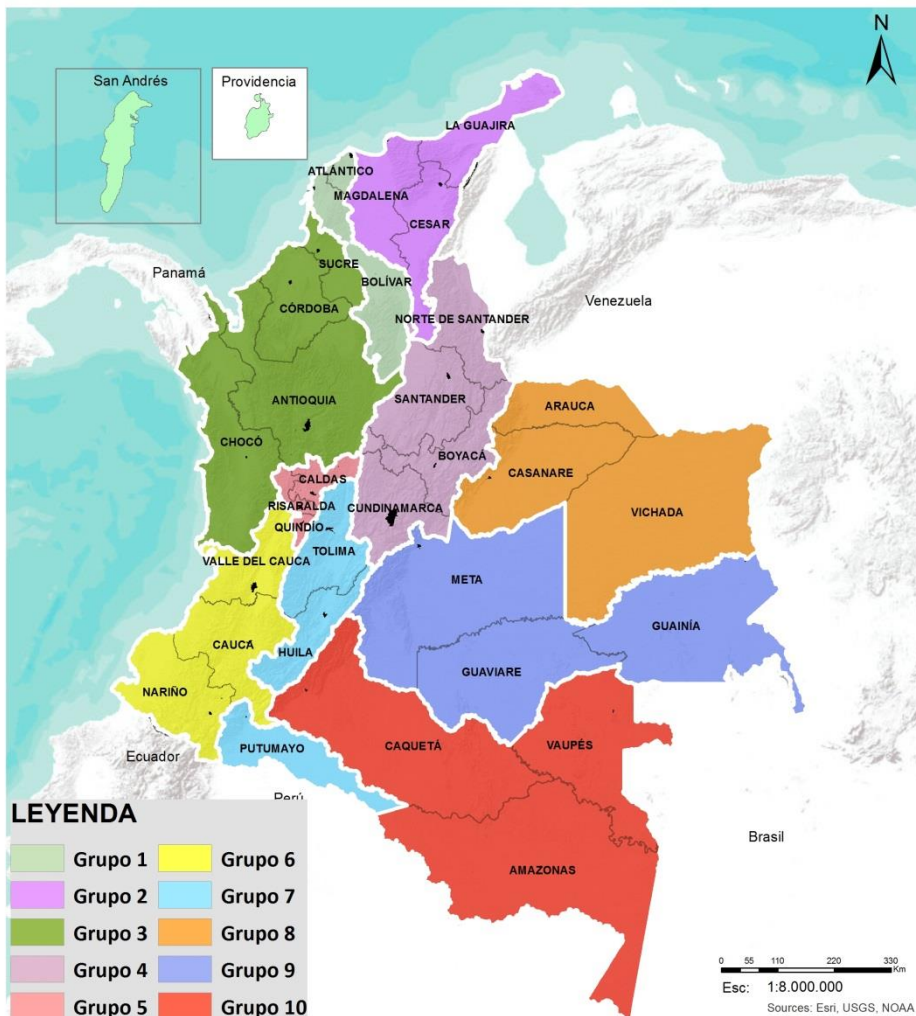 N
San Andrés
Providencia
LA GUAJIRA
ATLÁNTICO
MAGDALENA
CESAR
SUCRE
BOLÍVAR
Panamá
CÓRDOBA
Venezuela
NORTE DE SANTANDER
ANTIOQUIA
SANTANDER
ARAUCA
CHOCÓ
BOYACÁ
CASANARE
CALDAS
RISARALDA
CUNDINAMARCA
VICHADA
QUINDÍO
TOLIMA
VALLE DEL CAUCA
META
GUAINÍA
CAUCA
HUILA
GUAVIARE
NARIÑO
PUTUMAYO
CAQUETÁ
VAUPÉS
Ecuador
Perú
Brasil
AMAZONAS
LEYENDA
Grupo 1
Grupo 2
Grupo 3
Grupo 4
Grupo 5
Grupo 6
Grupo 7
Grupo 8
Grupo 9
Grupo 10
0 55 110 220 330
Km
Esc: 1:8.000.000
Sources: Esri, USGS, NOAA